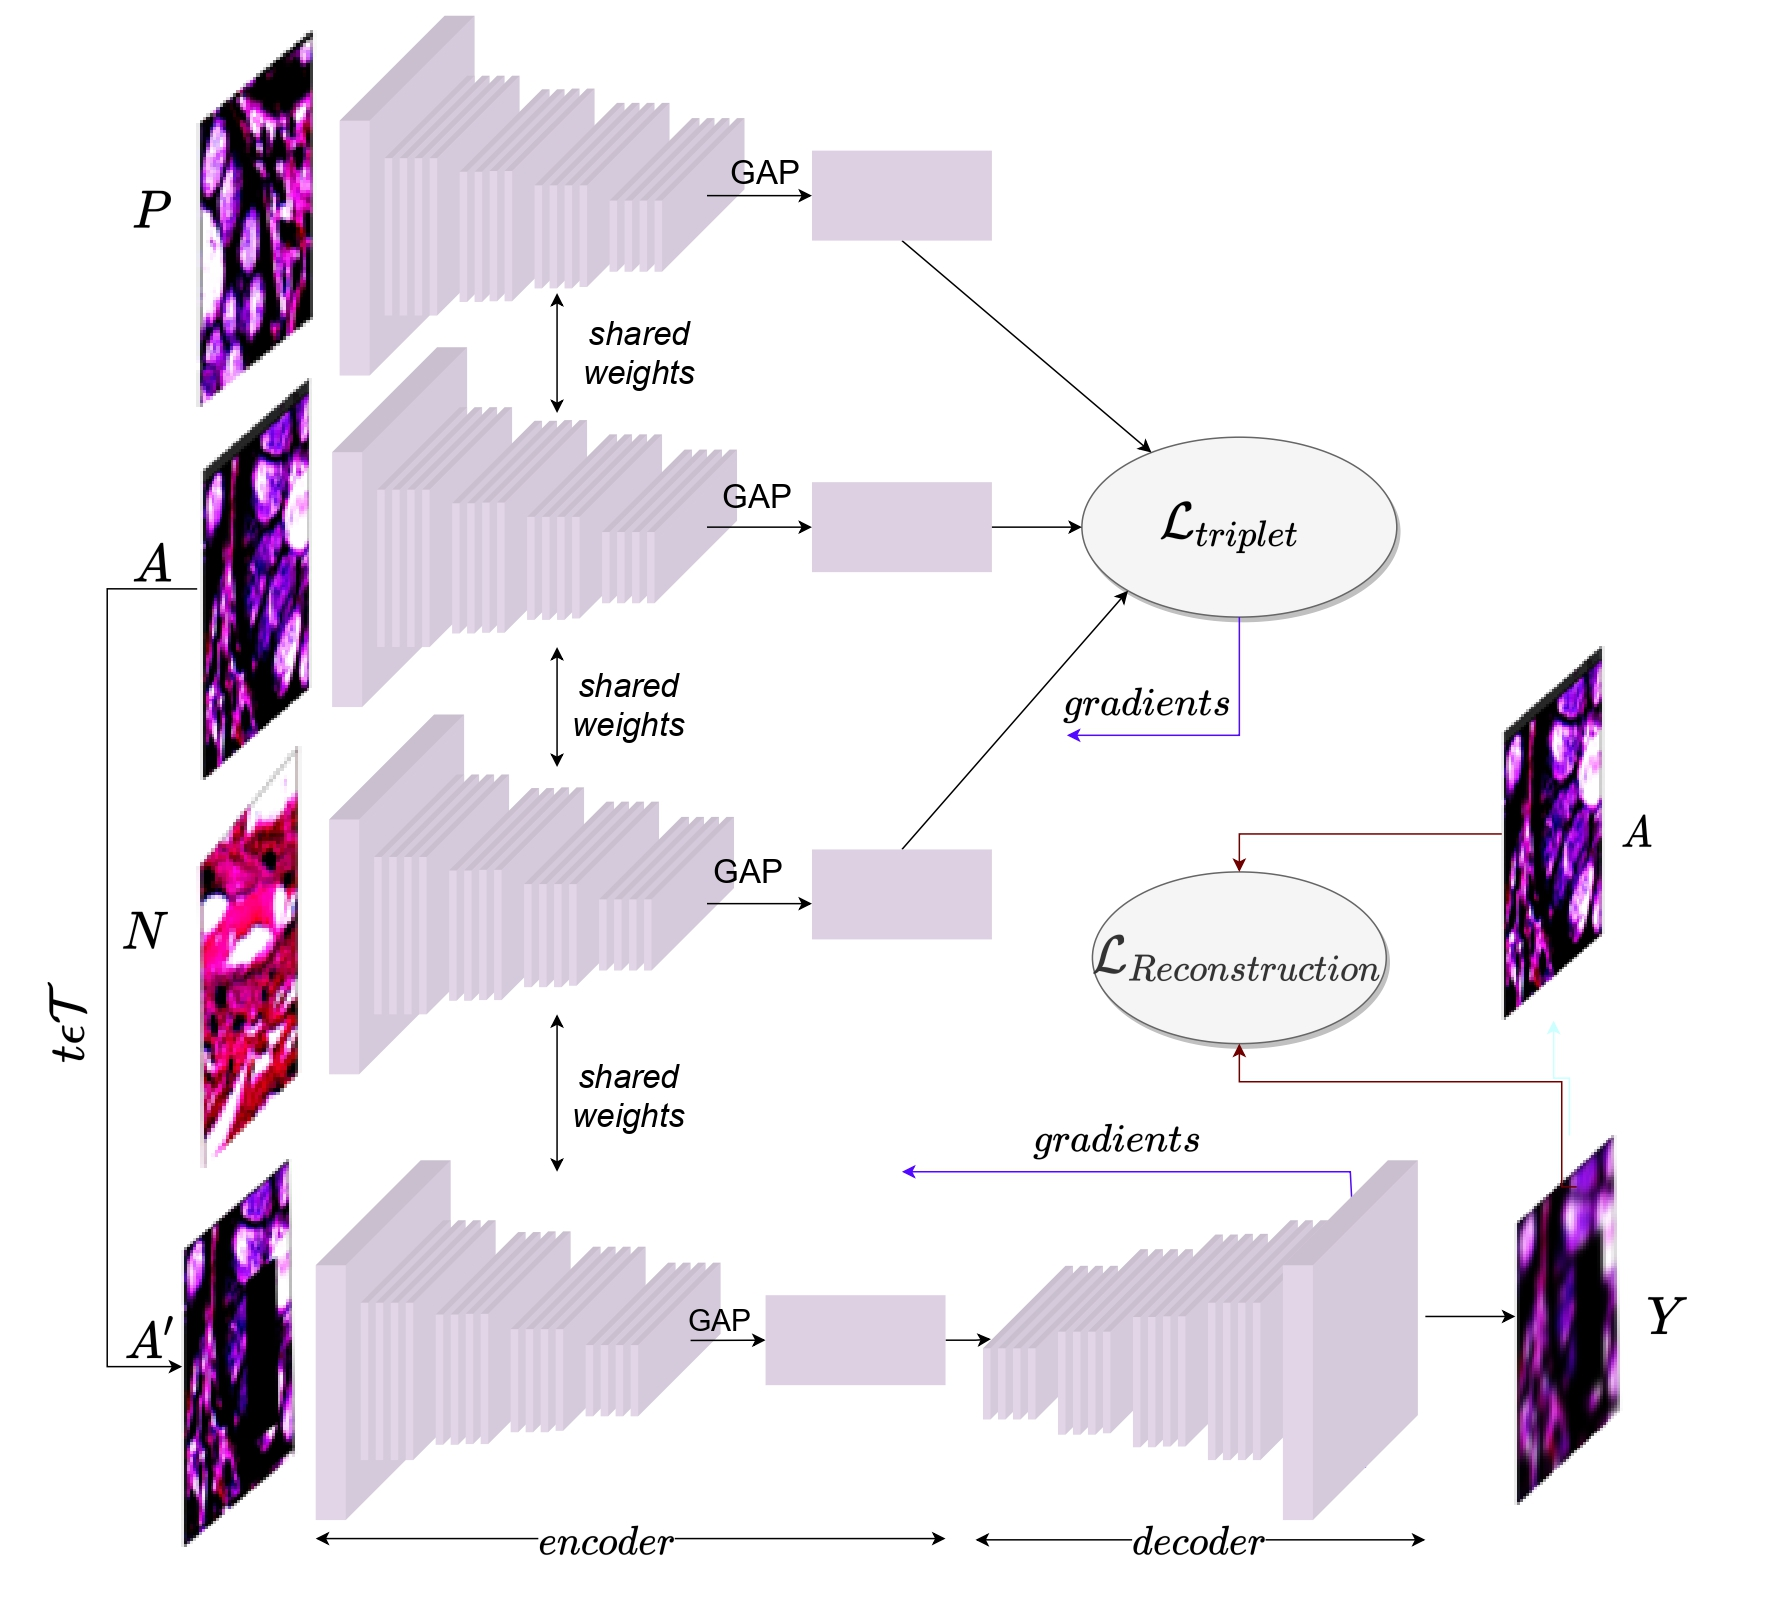 P
GAP
shared
weights
A
GAP
𝓛triplet
shared
weights
gradients
N
GAP
A
𝓛Reconstruction
tϵ𝒯
shared
weights
gradients
A′
GAP
Y
encoder
decoder